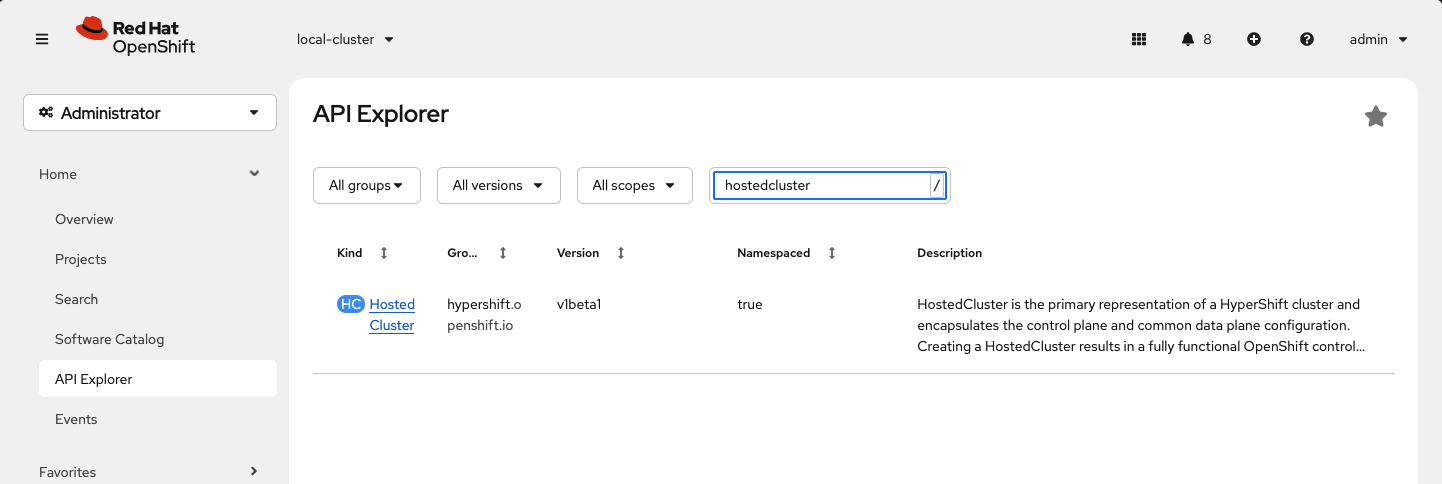 Red Hat
OpenShift
local-cluster
8
admin
Administrator
Home
Overview
Projects
Search
Software Catalog
API Explorer
Events
Favorites
API Explorer
All groups
All versions
All scopes
hostedcluster
/
Kind
Gro...
Version
Namespaced
Description
HC
Hosted
Cluster
hypershift.o
penshift.io
v1beta1
true
HostedCluster is the primary representation of a HyperShift cluster and
encapsulates the control plane and common data plane configuration.
Creating a HostedCluster results in a fully functional OpenShift control...